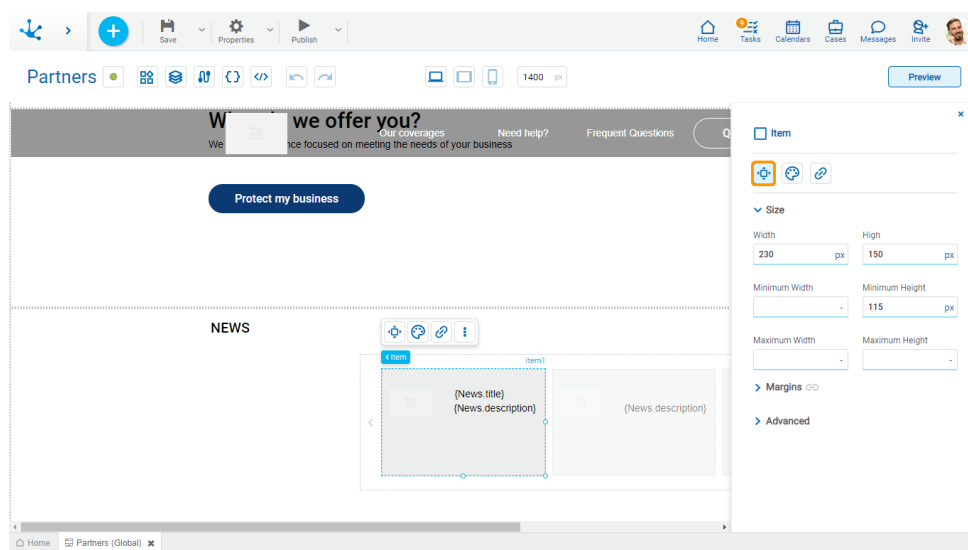 Save
Properties
Publish
Home
9
Tasks
Calendars
Cases
Messages
Invite
Partners
1400 px
Preview
we offer you?
We
nce focused on meeting the needs of your business
Our coverages
Need help?
Frequent Questions
Q
Protect my business
NEWS
Item
item1
{News.title}
{News.description}
{News.description}
Item
Size
Width
High
230 px
150 px
Minimum Width
Minimum Height
-
115 px
Maximum Width
Maximum Height
-
-
Margins
Advanced
Home
Partners (Global)